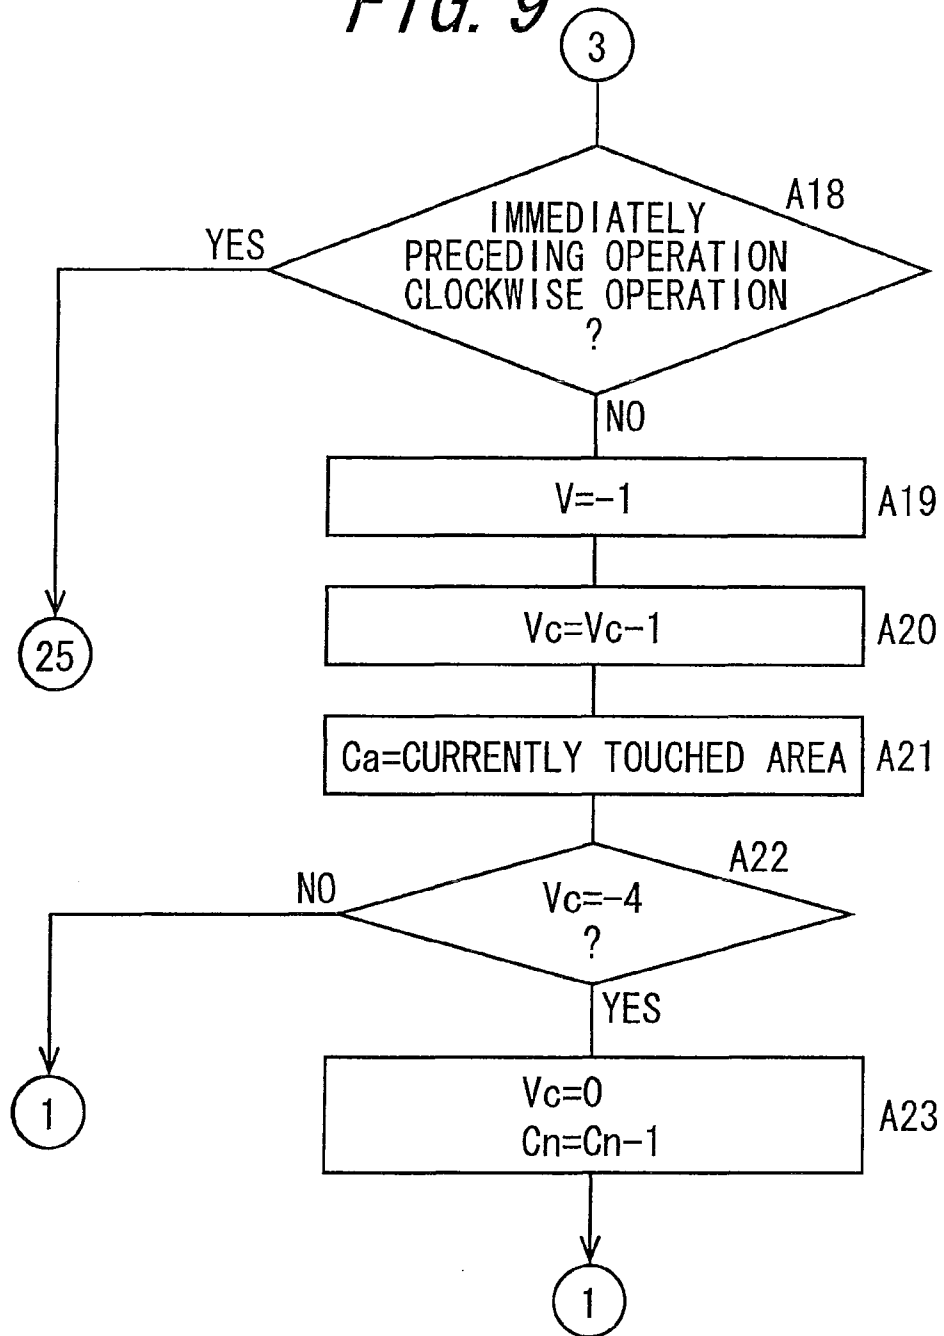 FIG. 9
3
A18
IMMEDIATELY
PRECEDING OPERATION
CLOCKWISE OPERATION
?
YES
NO
V=-1
A19
Vc=Vc-1
A20
25
Ca=CURRENTLY TOUCHED AREA
A21
A22
NO
Vc=-4
?
YES
1
Vc=0
Cn=Cn-1
A23
1